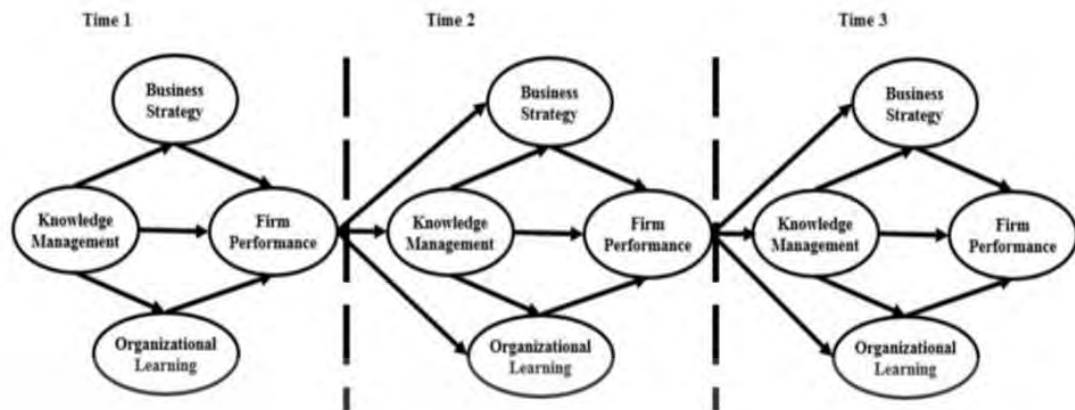 Time 1
Time 2
Time 3
Business
Strategy
Business
Strategy
Business
Strategy
Knowledge
Management
Firm
Performance
Knowledge
Management
Firm
Performance
Knowledge
Management
Firm
Performance
Organizational
Learning
Organizational
Learning
Organizational
Learning